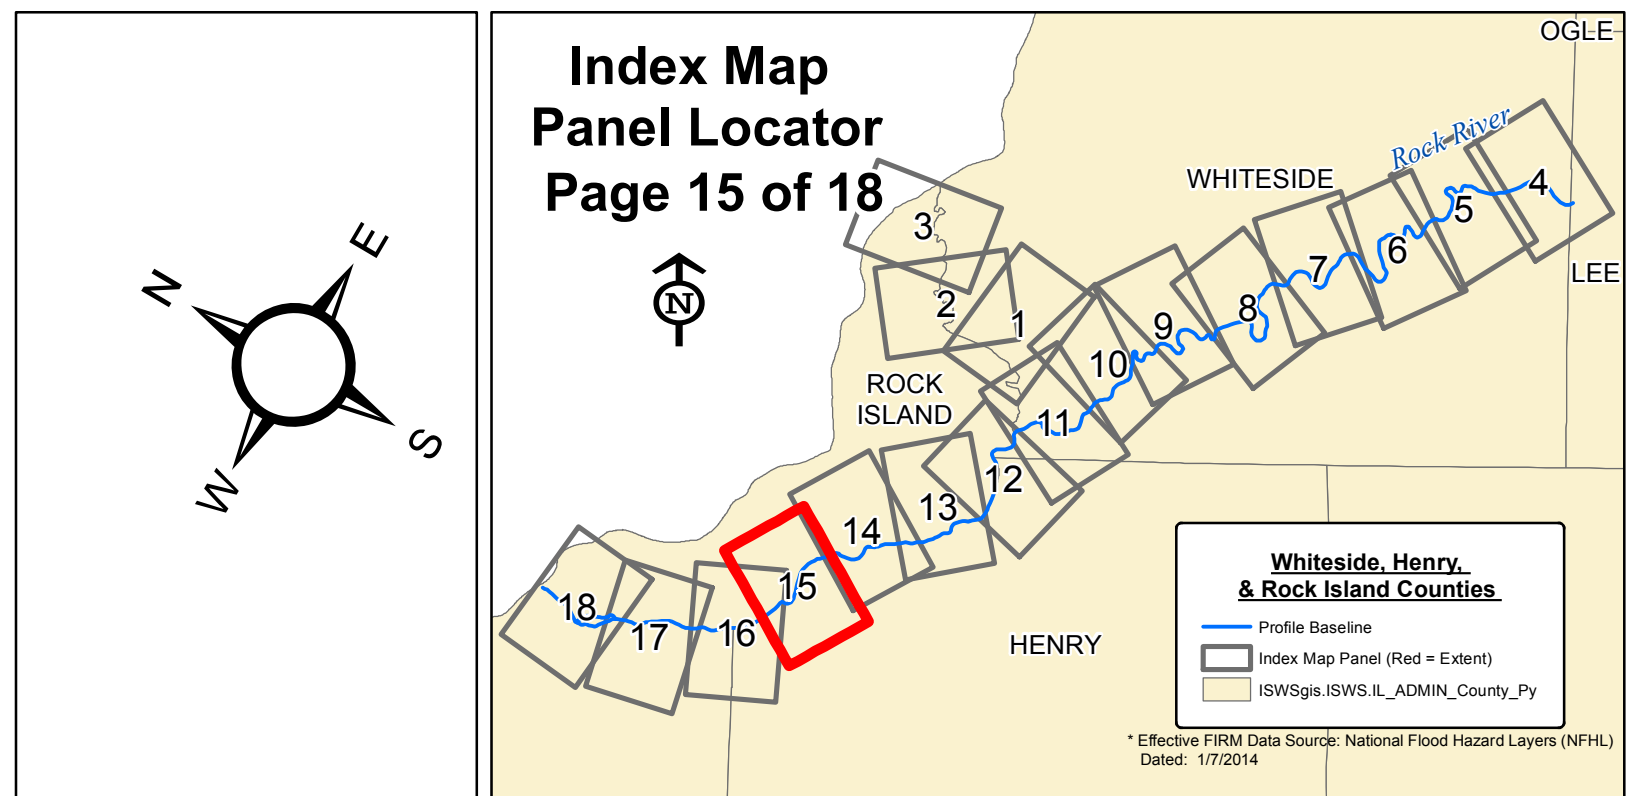 N
E
S
W
Index Map
Panel Locator
Page 15 of 18
N
OGLE
Rock River
WHITESIDE
LEE
ROCK
ISLAND
HENRY
3
2
1
4
5
6
7
8
9
10
11
12
13
14
15
16
17
18
Whiteside, Henry,
& Rock Island Counties
Profile Baseline
Index Map Panel (Red = Extent)
ISWSgis.ISWS.IL_ADMIN_County_Py
* Effective FIRM Data Source: National Flood Hazard Layers (NFHL)
Dated: 1/7/2014